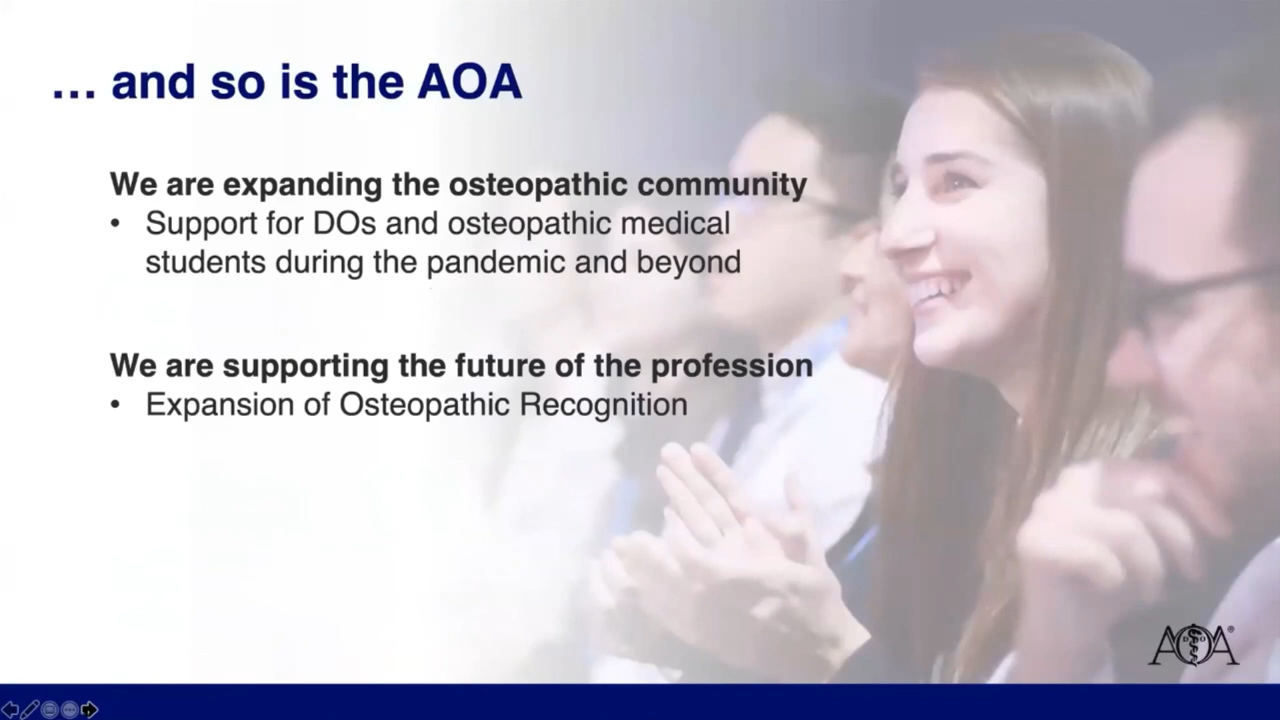 ... and so is the AOA
We are expanding the osteopathic community
• Support for DOs and osteopathic medical
students during the pandemic and beyond
We are supporting the future of the profession
• Expansion of Osteopathic Recognition
AOA®